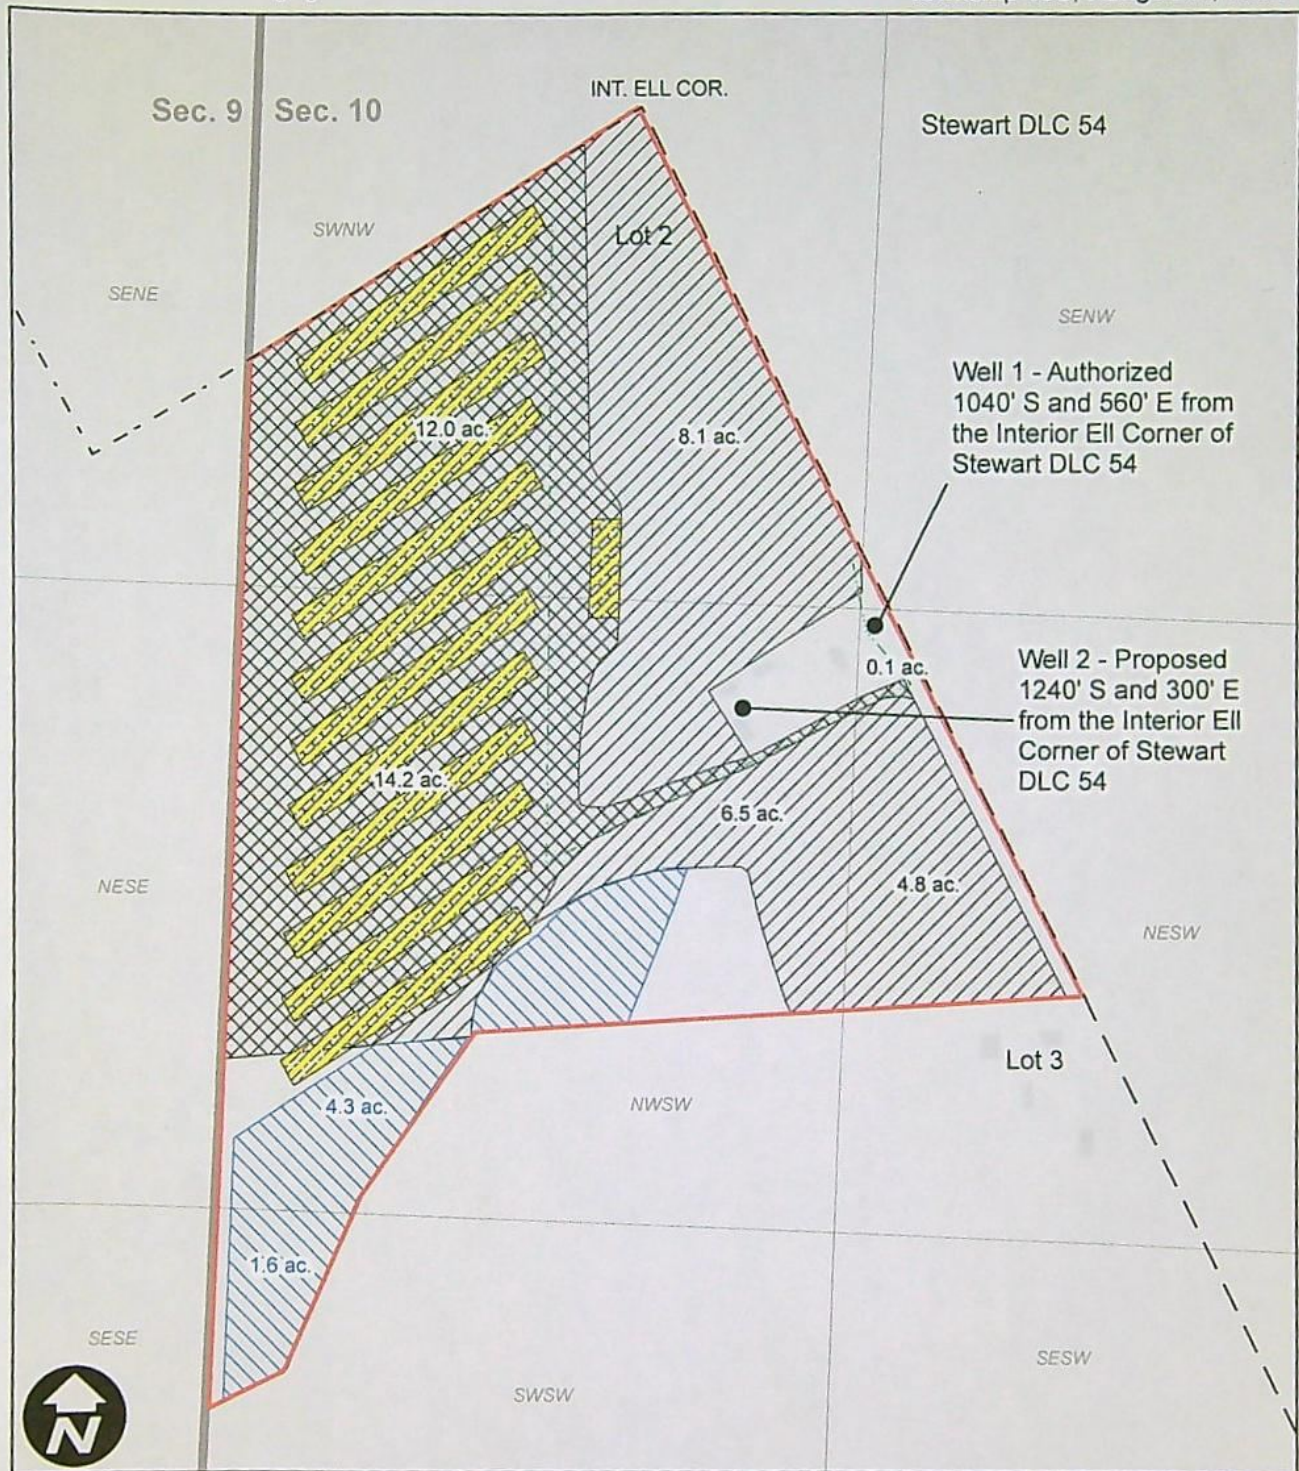 INT. ELL COR.
Sec. 9 Sec. 10
Stewart DLC 54
SWNW
Lot 2
SENE
SENW
Well 1 - Authorized
1040' S and 560' E from
the Interior Ell Corner of
Stewart DLC 54
12.0 ac.
8.1 ac.
0.1 ac.
Well 2 - Proposed
1240' S and 300' E
from the Interior Ell
Corner of Stewart
DLC 54
14.2 ac.
6.5 ac.
4.8 ac.
NESE
NESW
Lot 3
4.3 ac.
NWSW
1.6 ac.
SESE
SESW
SWSW
N